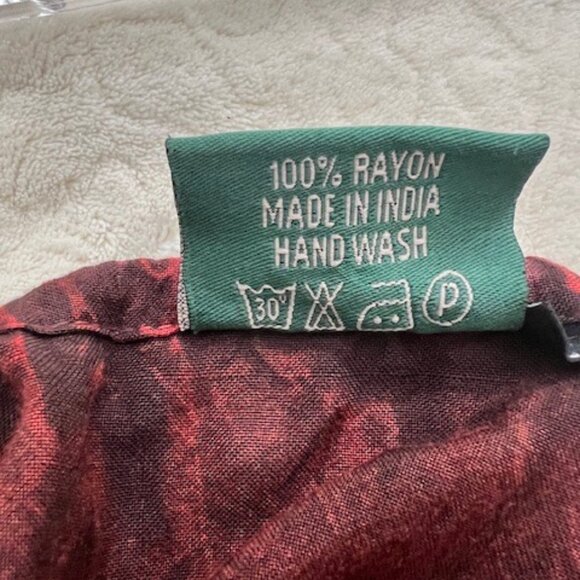 100% RAYON
MADE IN INDIA
HAND WASH
30° P